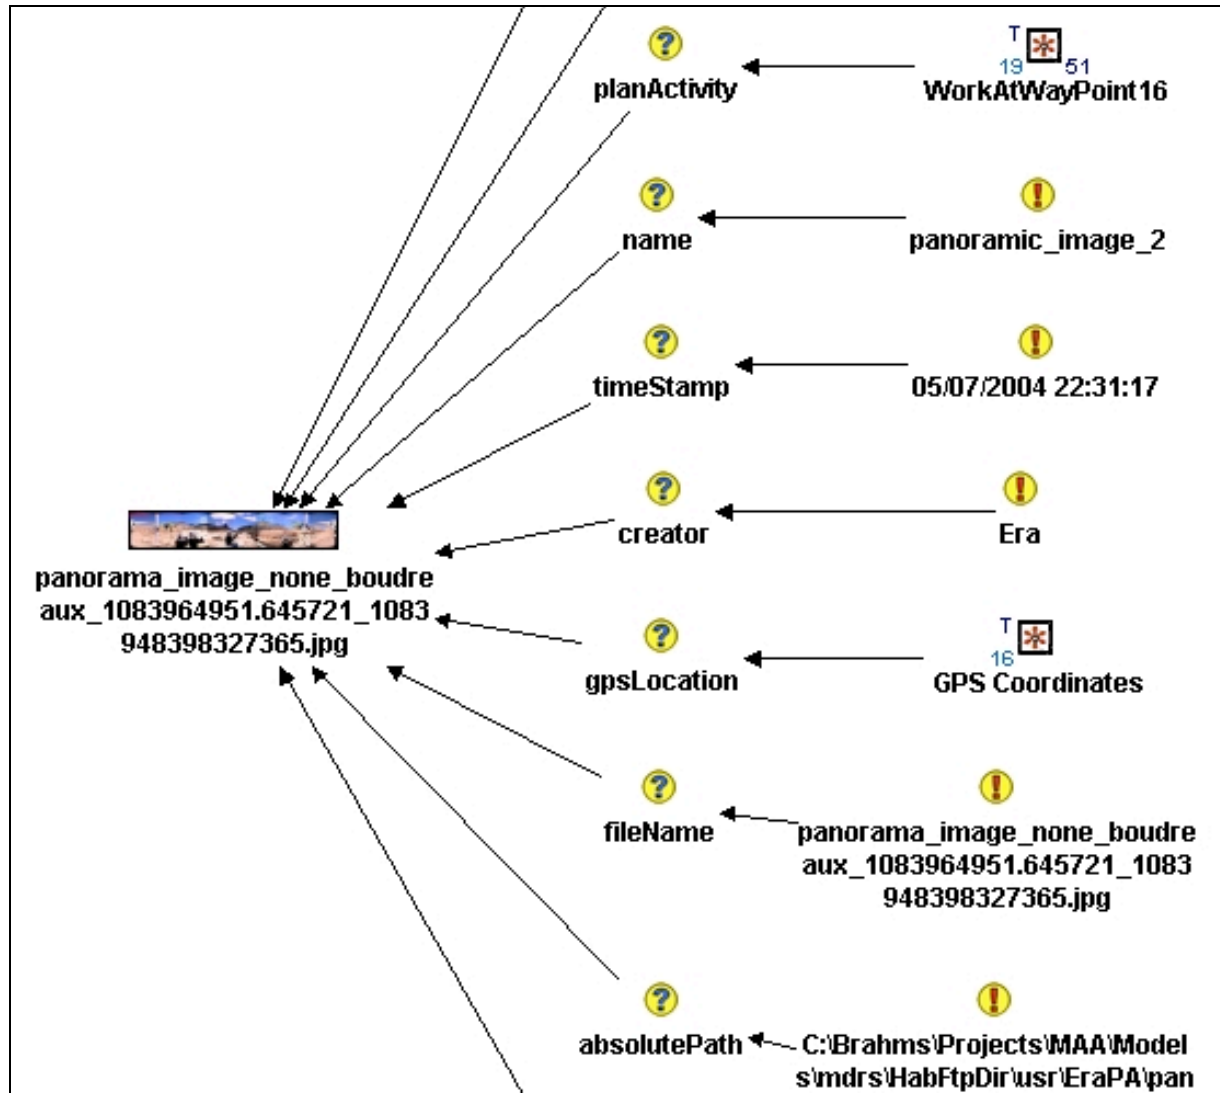 T
19 51
planActivity
WorkAtWayPoint16
name
panoramic_image_2
timeStamp
05/07/2004 22:31:17
creator
Era
panorama_image_none_boudre
aux_1083964951.645721_1083
948398327365.jpg
T
16
gpsLocation
GPS Coordinates
fileName
panorama_image_none_boudre
aux_1083964951.645721_1083
948398327365.jpg
absolutePath
C:\Brahms\Projects\MAA\Model
s\mdrs\HabFtpDir\usr\EraPA\pan